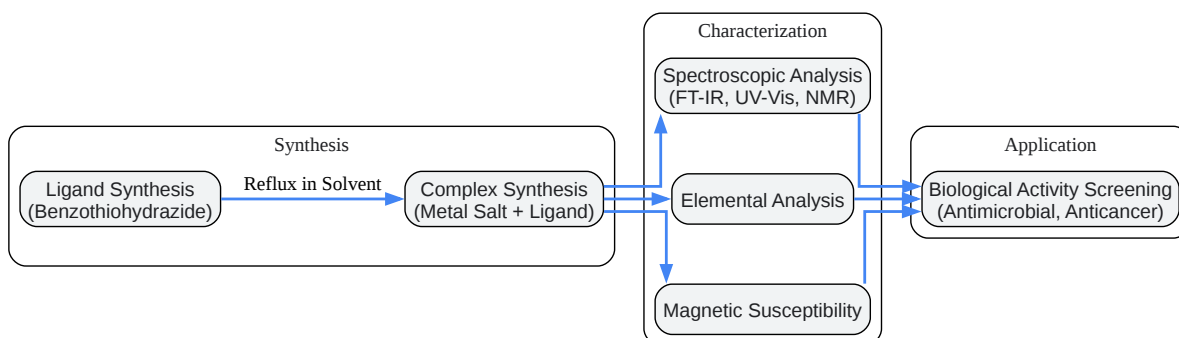 Synthesis
Ligand Synthesis
(Benzothiohydrazide)
Reflux in Solvent
Complex Synthesis
(Metal Salt + Ligand)
Characterization
Spectroscopic Analysis
(FT-IR, UV-Vis, NMR)
Elemental Analysis
Magnetic Susceptibility
Application
Biological Activity Screening
(Antimicrobial, Anticancer)